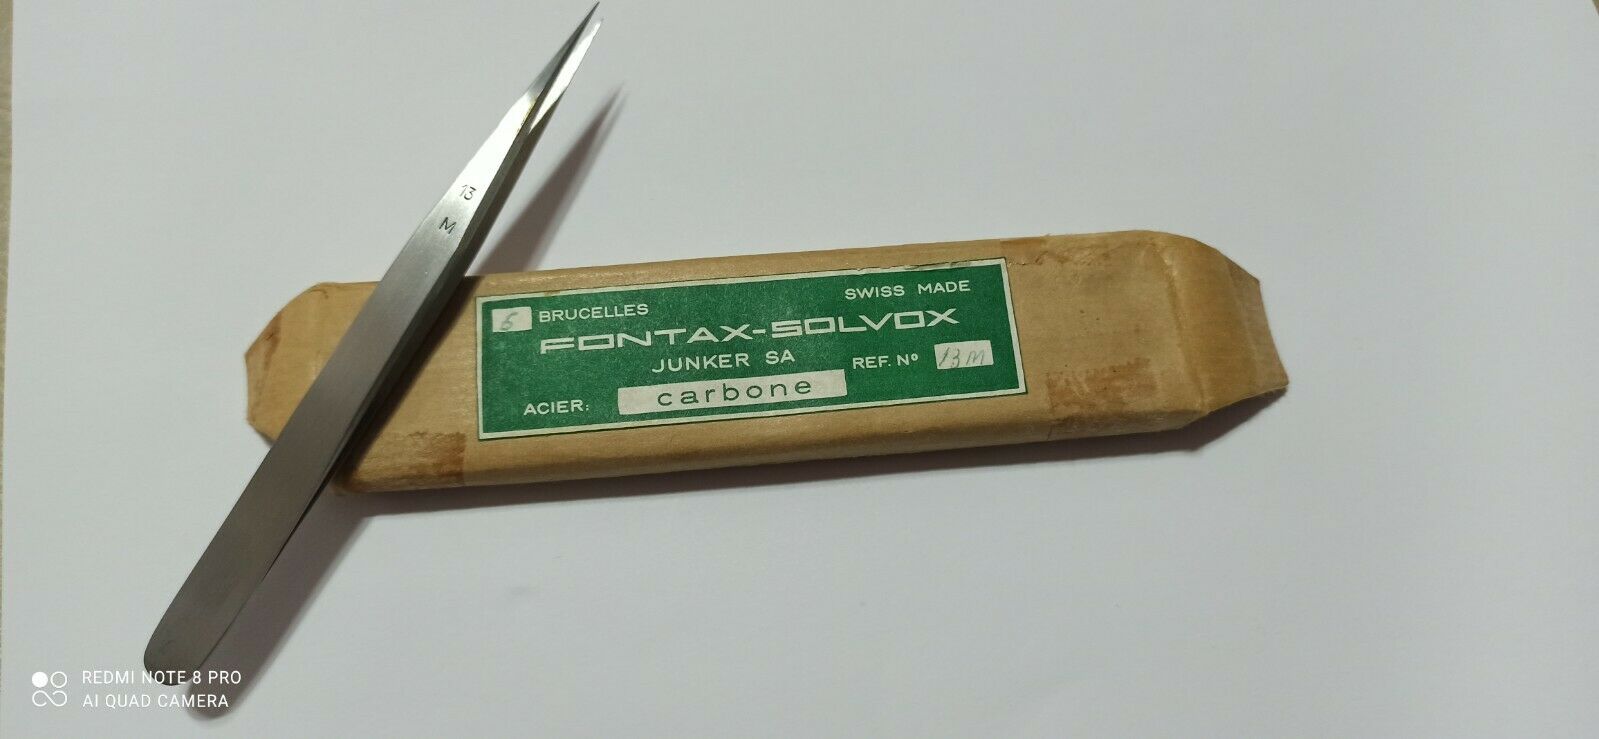 13
M
6 BRUCELLES
SWISS MADE
FONTAX-SOLVOX
JUNKER SA
REF. Nº 13M
ACIER: carbone
REDMI NOTE 8 PRO
AI QUAD CAMERA